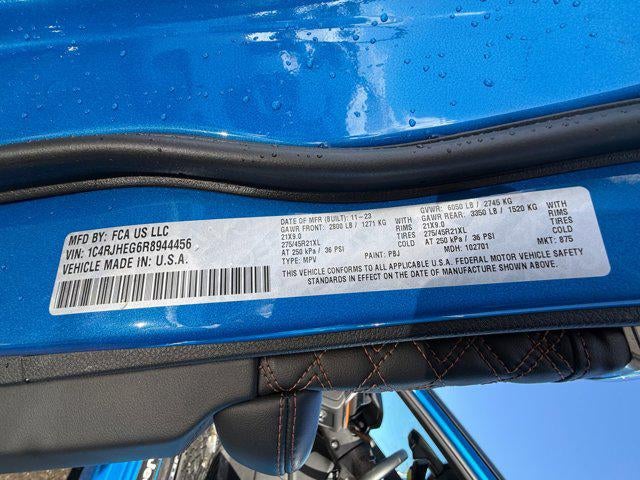 MFD BY: FCA US LLC
VIN: 1C4RJHEG6R8944456
VEHICLE MADE IN: U.S.A.
DATE OF MFR (BUILT): 11-23
GVWR: 6050 LB / 2745 KG
GAWR FRONT: 2800 LB / 1271 KG WITH
GAWR REAR: 3350 LB / 1520 KG WITH
21X9.0 RIMS
21X9.0 RIMS
275/45R21XL TIRES
275/45R21XL TIRES
AT 250 kPa / 36 PSI COLD
AT 250 kPa / 36 PSI COLD
TYPE: MPV PAINT: PBJ MDH: 102701 MKT: 875
THIS VEHICLE CONFORMS TO ALL APPLICABLE U.S.A. FEDERAL MOTOR VEHICLE SAFETY
STANDARDS IN EFFECT ON THE DATE OF MANUFACTURE SHOWN ABOVE.